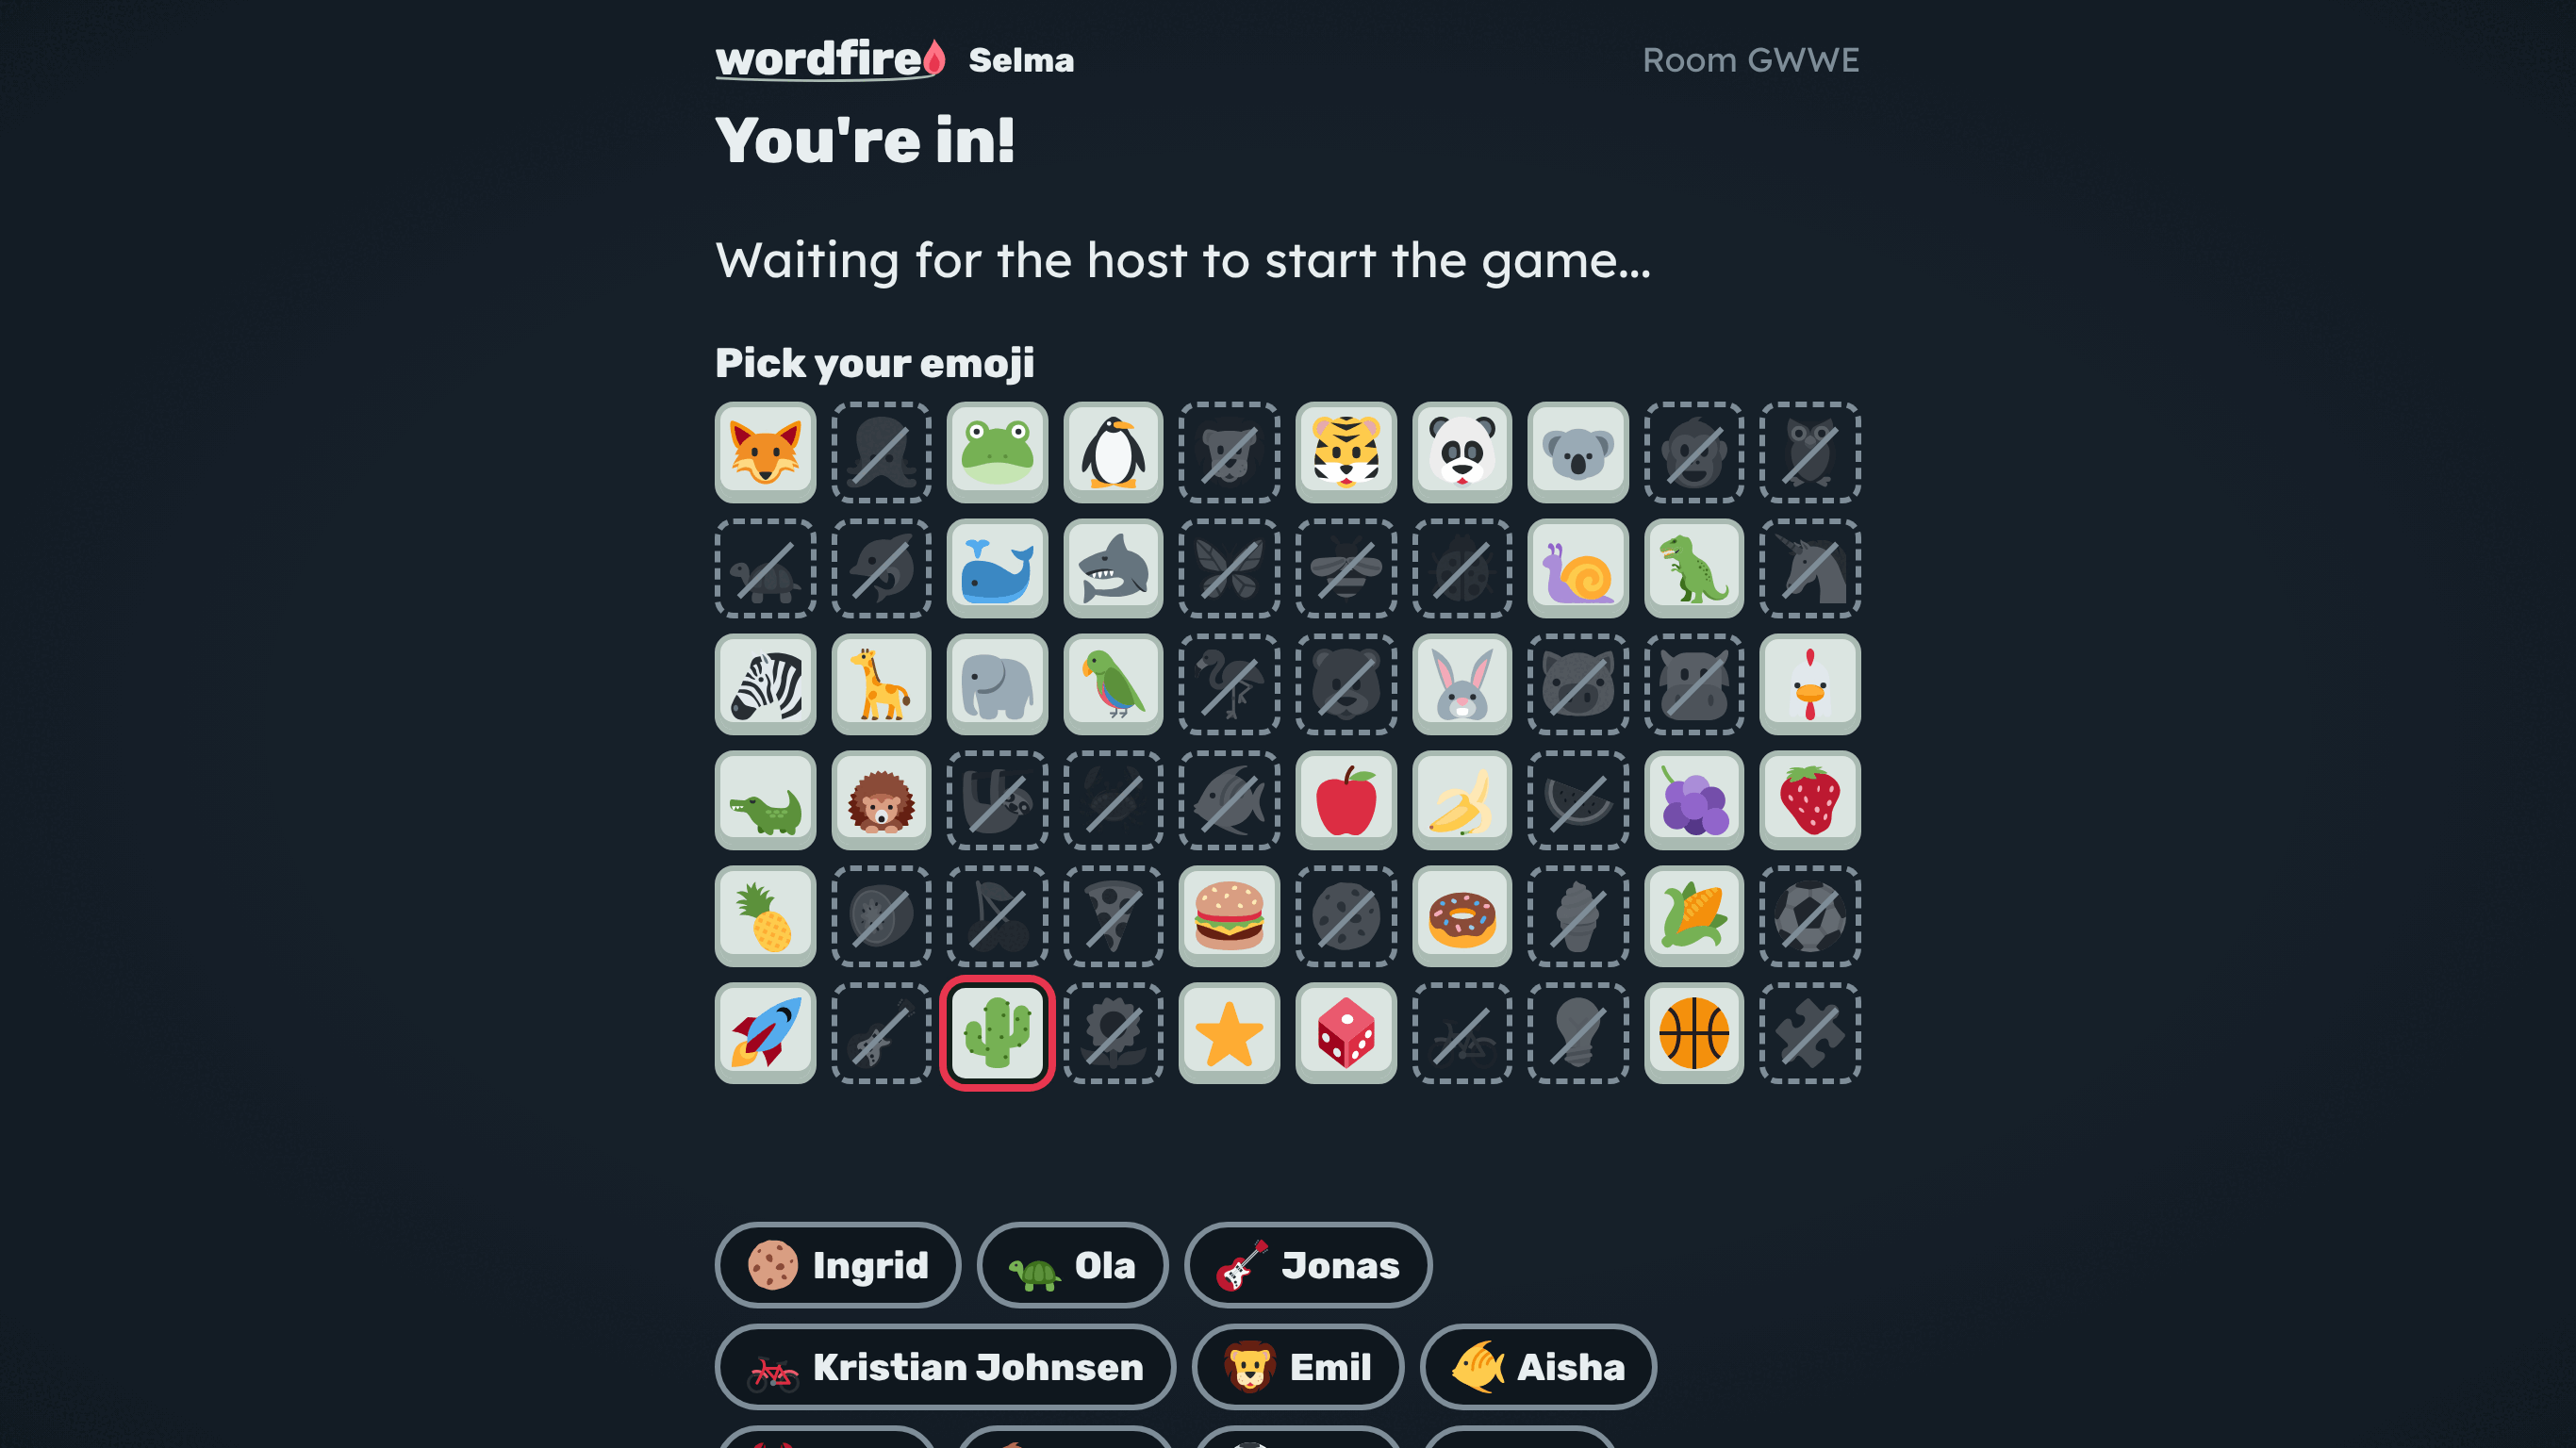 wordfire Selma
Room GWWE
You're in!
Waiting for the host to start the game...
Pick your emoji
Ingrid
Ola
Jonas
Kristian Johnsen
Emil
Aisha